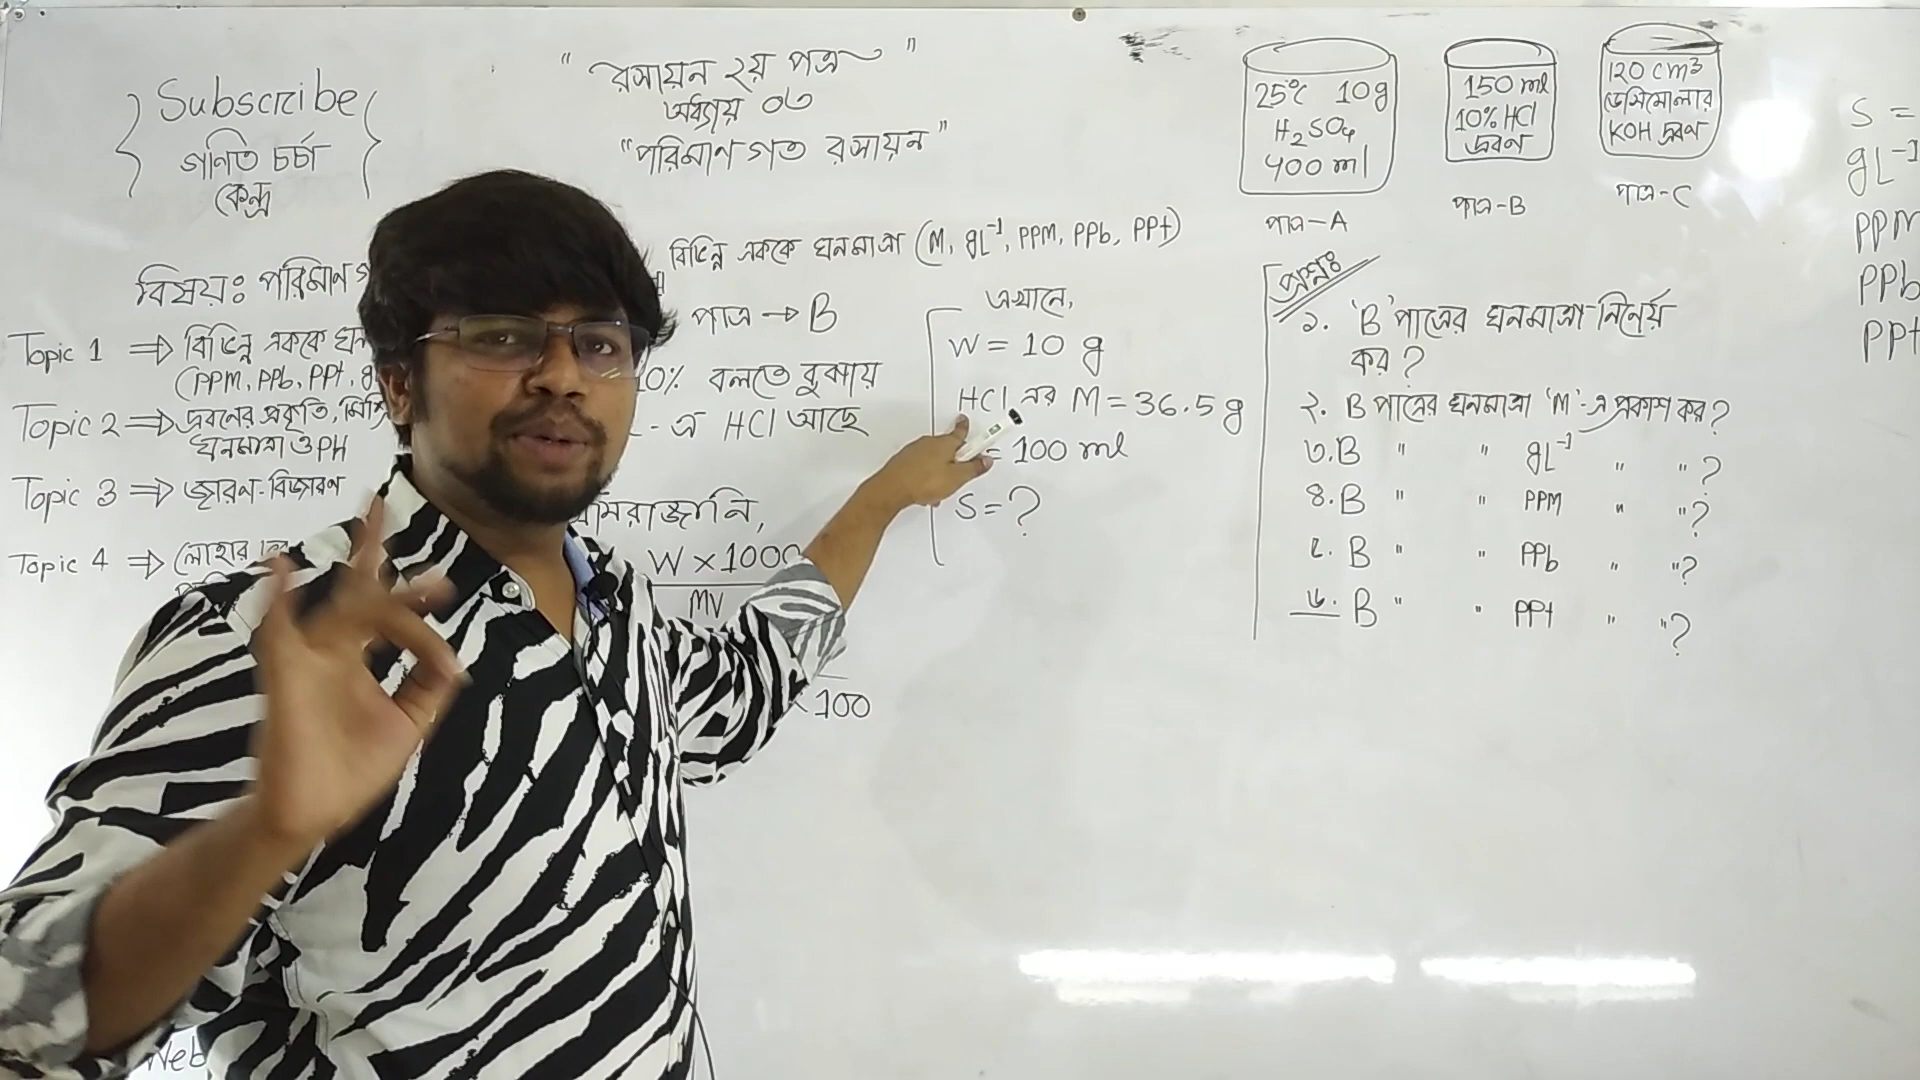 Subscribe
গণিত চর্চা
কেন্দ্র
" রসায়ন ২য় পত্র "
অধ্যায় ০৩
"পরিমাণগত রসায়ন"
25°C 10g
H₂SO₄
400 ml
পাত্র-A
150 ml
10% HCl
দ্রবণ
পাত্র-B
120 cm³
ডেসিমোলার
KOH দ্রবণ
পাত্র-C
S =
gL⁻¹
PPM
PPb
PPt
বিষয়ঃ পরিমাণ
Topic 1 ⇒ বিভিন্ন এককে
(PPM, PPb, PPt, g
Topic 2 ⇒ দ্রবণের প্রকৃতি, মিশ্রি
ঘনমাত্রা ও PH
Topic 3 ⇒ জারণ-বিজারণ
Topic 4 ⇒ লোহার
বিভিন্ন এককে ঘনমাত্রা (M, gL⁻¹, PPM, PPb, PPt)
পাত্র → B
10% বলতে বুঝায়
-এ HCl আছে
আমরা জানি,
W × 1000
MV
× 100
এখানে,
W = 10 g
HCl এর M = 36.5 g
= 100 ml
S = ?
প্রশ্নঃ
১. 'B' পাত্রের ঘনমাত্রা নির্ণেয়
কর ?
২. B পাত্রের ঘনমাত্রা 'M'-এ প্রকাশ কর ?
৩. B " " gL⁻¹ " " ?
৪. B " " PPM " " ?
৫. B " " PPb " " ?
৬. B " " PPt " " ?
Web